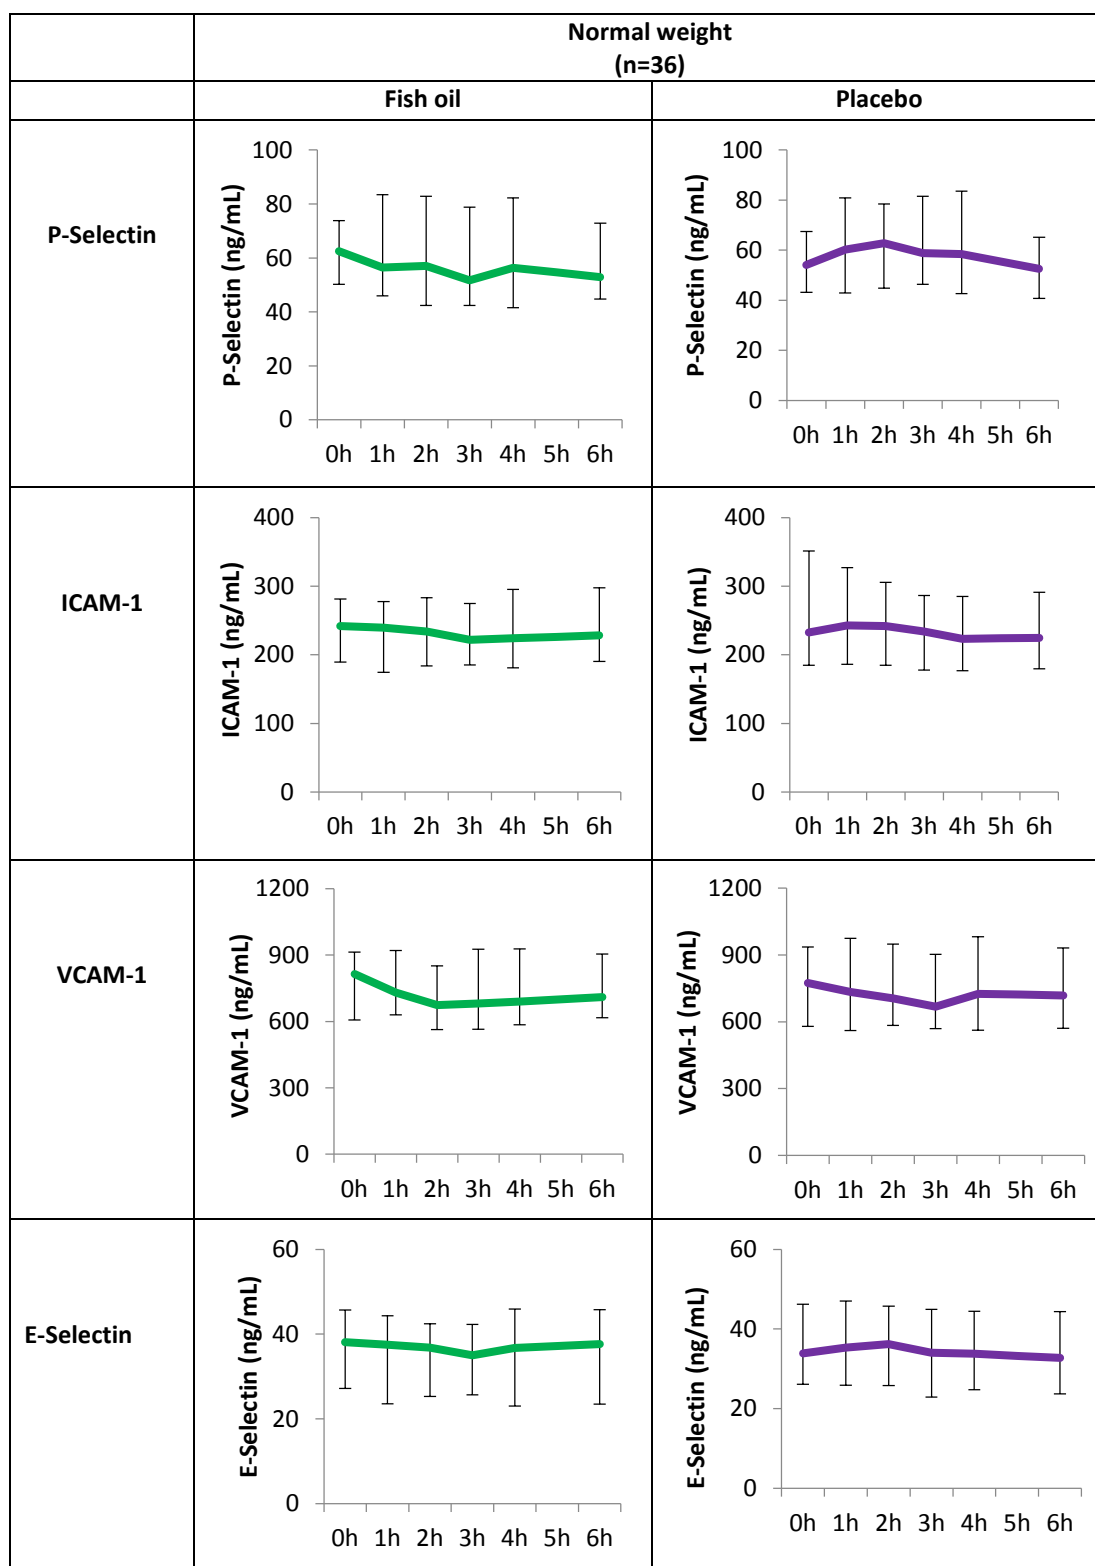 Normal weight
(n=36)
Fish oil
Placebo
P-Selectin
P-Selectin (ng/mL)
100
80
60
40
20
0
0h 1h 2h 3h 4h 5h 6h
P-Selectin (ng/mL)
100
80
60
40
20
0
0h 1h 2h 3h 4h 5h 6h
ICAM-1
ICAM-1 (ng/mL)
400
300
200
100
0
0h 1h 2h 3h 4h 5h 6h
ICAM-1 (ng/mL)
400
300
200
100
0
0h 1h 2h 3h 4h 5h 6h
VCAM-1
VCAM-1 (ng/mL)
1200
900
600
300
0
0h 1h 2h 3h 4h 5h 6h
VCAM-1 (ng/mL)
1200
900
600
300
0
0h 1h 2h 3h 4h 5h 6h
E-Selectin
E-Selectin (ng/mL)
60
40
20
0
0h 1h 2h 3h 4h 5h 6h
E-Selectin (ng/mL)
60
40
20
0
0h 1h 2h 3h 4h 5h 6h